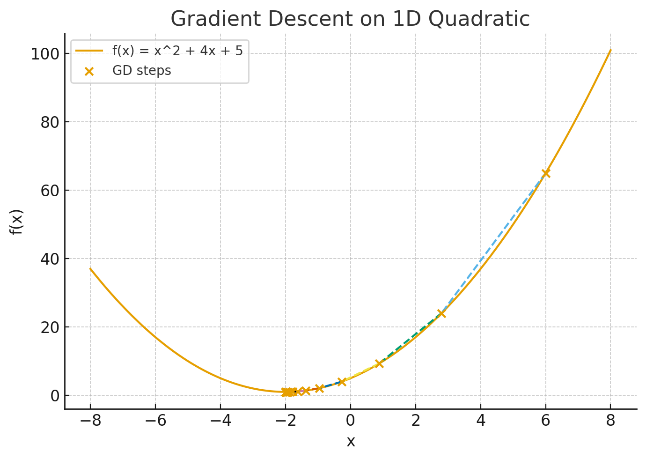 Gradient Descent on 1D Quadratic
f(x) = x^2 + 4x + 5
GD steps
f(x)
100
80
60
40
20
0
−8 −6 −4 −2 0 2 4 6 8
x